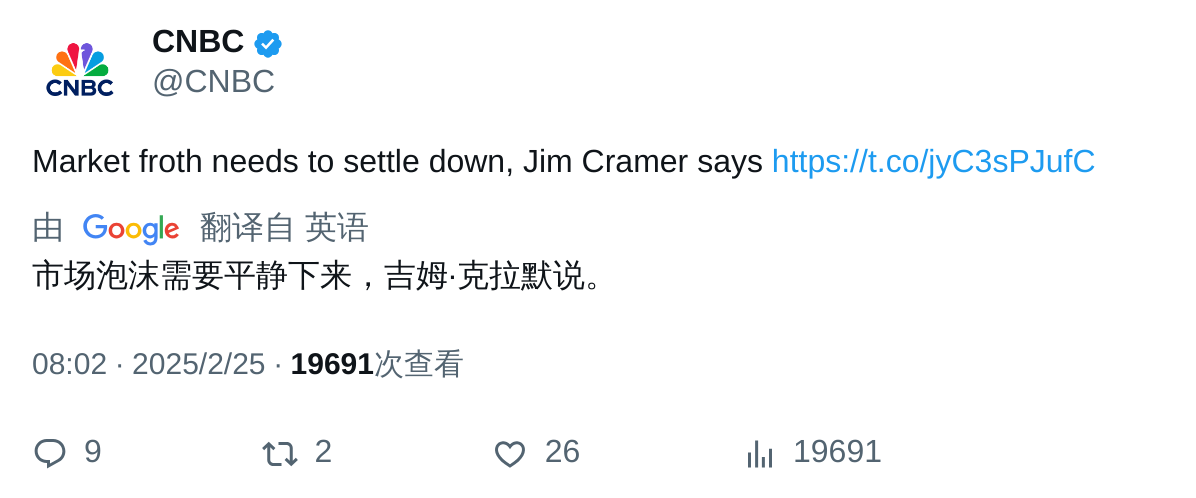 CNBC
CNBC
@CNBC
Market froth needs to settle down, Jim Cramer says https://t.co/jyC3sPJufC
由 Google 翻译自 英语
市场泡沫需要平静下来，吉姆·克拉默说。
08:02 · 2025/2/25 · 19691次查看
9 2 26 19691